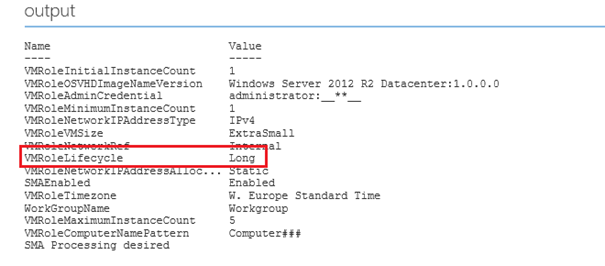 output
Name Value
---- -----
VMRoleInitialInstanceCount 1
VMRoleOSVHDImageNameVersion Windows Server 2012 R2 Datacenter:1.0.0.0
VMRoleAdminCredential administrator:__**__
VMRoleMinimumInstanceCount 1
VMRoleNetworkIPAddressType IPv4
VMRoleVMSize ExtraSmall
VMRoleNetworkRef Internal
VMRoleLifecycle Long
VMRoleNetworkIPAddressAlloc... Static
SMAEnabled Enabled
VMRoleTimezone W. Europe Standard Time
WorkGroupName Workgroup
VMRoleMaximumInstanceCount 5
VMRoleComputerNamePattern Computer###
SMA Processing desired